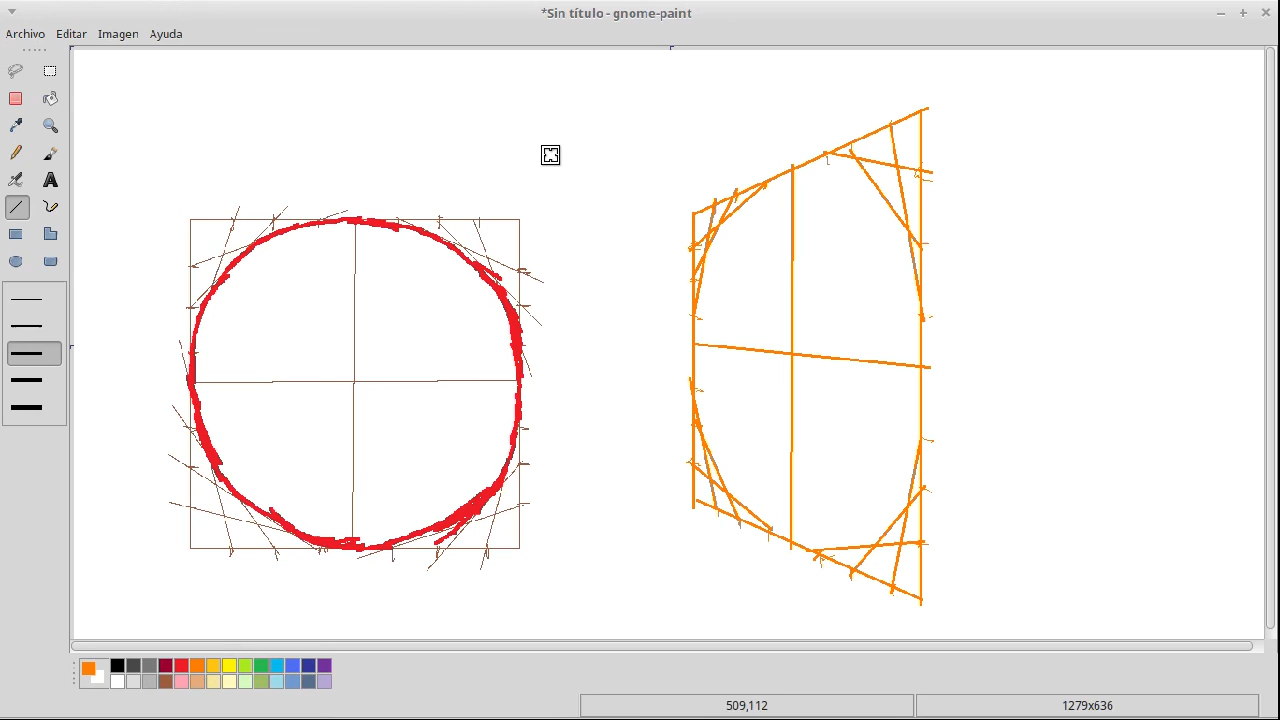 *Sin título - gnome-paint
Archivo Editar Imagen Ayuda
A
509,112 1279x636